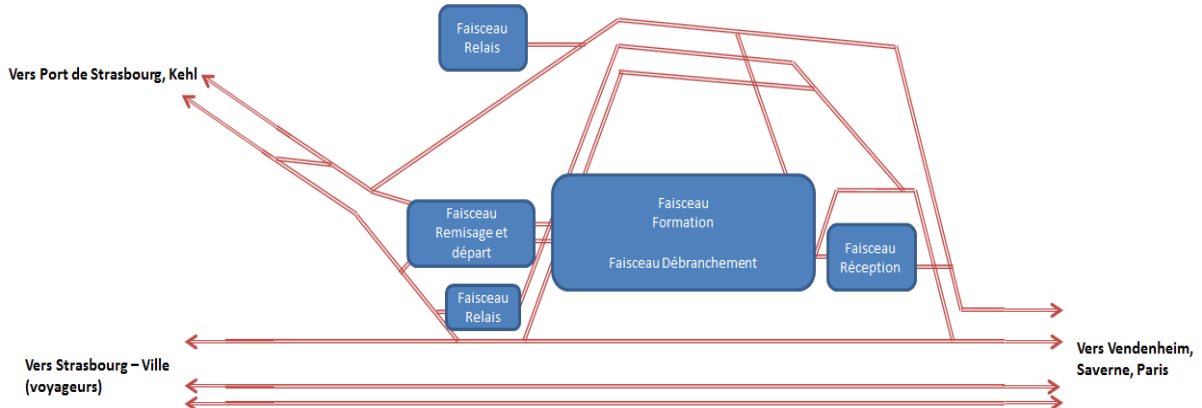 Faisceau
Relais
Vers Port de Strasbourg, Kehl
Faisceau
Remisage et
départ
Faisceau
Formation
Faisceau Débranchement
Faisceau
Réception
Faisceau
Relais
Vers Strasbourg – Ville
(voyageurs)
Vers Vendenheim,
Saverne, Paris